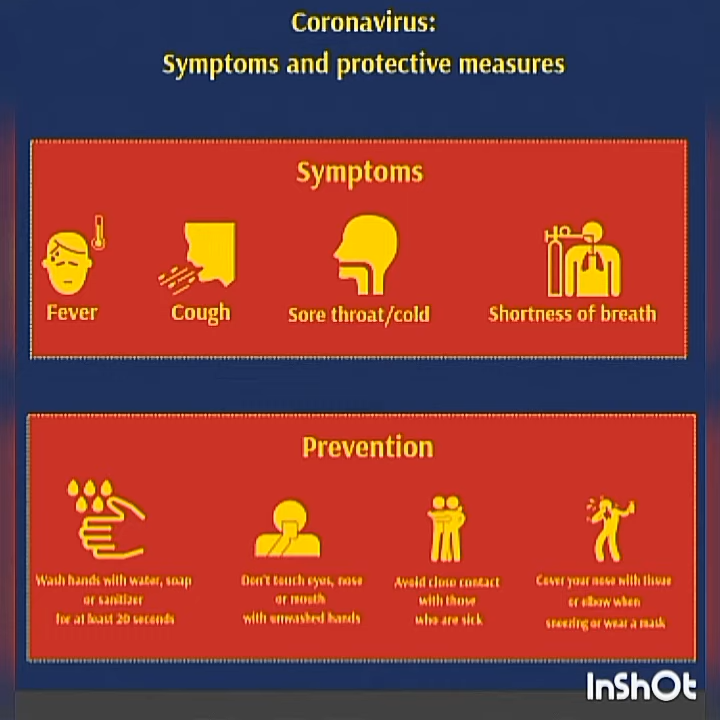 Coronavirus:
Symptoms and protective measures
Symptoms
Fever
Cough
Sore throat/cold
Shortness of breath
Prevention
Wash hands with water, soap
or sanitizer
for at least 20 seconds
Don't touch eyes, nose
or mouth
with unwashed hands
Avoid close contact
with those
who are sick
Cover your nose with tissue
or elbow when
sneezing or wear a mask
InShOt